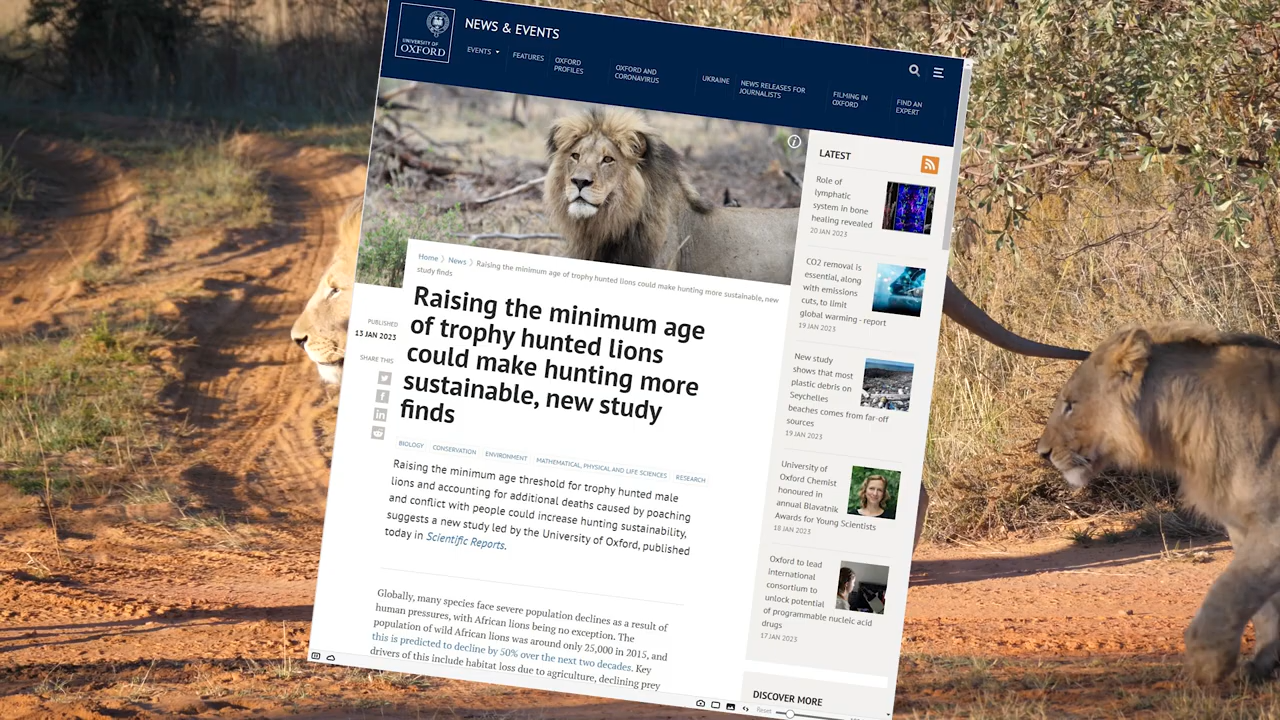 UNIVERSITY OF
OXFORD
NEWS & EVENTS
EVENTS
FEATURES
OXFORD
PROFILES
OXFORD AND
CORONAVIRUS
UKRAINE
NEWS RELEASES FOR
JOURNALISTS
FILMING IN
OXFORD
FIND AN
EXPERT
Home > News > Raising the minimum age of trophy hunted lions could make hunting more sustainable, new
study finds
Raising the minimum age
of trophy hunted lions
could make hunting more
sustainable, new study
finds
PUBLISHED
13 JAN 2023
SHARE THIS
BIOLOGY CONSERVATION ENVIRONMENT MATHEMATICAL, PHYSICAL AND LIFE SCIENCES RESEARCH
Raising the minimum age threshold for trophy hunted male
lions and accounting for additional deaths caused by poaching
and conflict with people could increase hunting sustainability,
suggests a new study led by the University of Oxford, published
today in Scientific Reports.
Globally, many species face severe population declines as a result of
human pressures, with African lions being no exception. The
population of wild African lions was around only 25,000 in 2015, and
this is predicted to decline by 50% over the next two decades. Key
drivers of this include habitat loss due to agriculture, declining prey
LATEST
Role of
lymphatic
system in bone
healing revealed
20 JAN 2023
CO2 removal is
essential, along
with emissions
cuts, to limit
global warming - report
19 JAN 2023
New study
shows that most
plastic debris on
Seychelles
beaches comes from far-off
sources
19 JAN 2023
University of
Oxford Chemist
honoured in
annual Blavatnik
Awards for Young Scientists
18 JAN 2023
Oxford to lead
international
consortium to
unlock potential
of programmable nucleic acid
drugs
17 JAN 2023
DISCOVER MORE
Reset